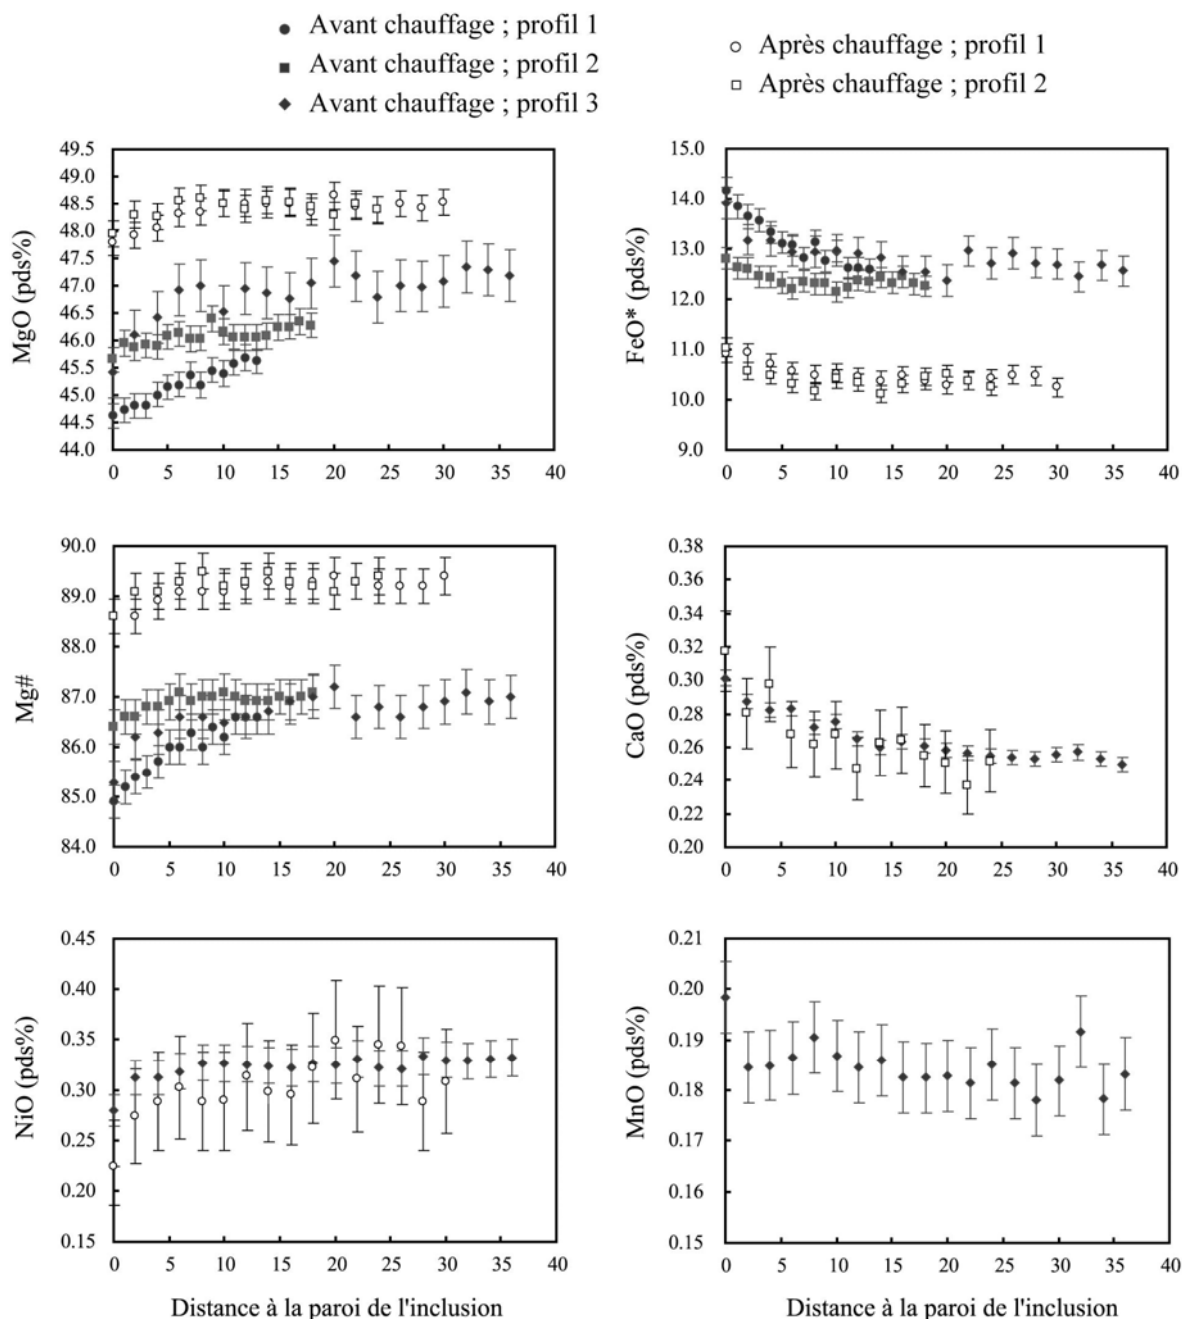 Avant chauffage ; profil 1
Avant chauffage ; profil 2
Avant chauffage ; profil 3
Après chauffage ; profil 1
Après chauffage ; profil 2
MgO (pds%)
49.5
49.0
48.5
48.0
47.5
47.0
46.5
46.0
45.5
45.0
44.5
44.0
0 5 10 15 20 25 30 35 40
FeO* (pds%)
15.0
14.0
13.0
12.0
11.0
10.0
9.0
0 5 10 15 20 25 30 35 40
Mg#
90.0
89.0
88.0
87.0
86.0
85.0
84.0
0 5 10 15 20 25 30 35 40
CaO (pds%)
0.38
0.36
0.34
0.32
0.30
0.28
0.26
0.24
0.22
0.20
0 5 10 15 20 25 30 35 40
NiO (pds%)
0.45
0.40
0.35
0.30
0.25
0.20
0.15
0 5 10 15 20 25 30 35 40
MnO (pds%)
0.21
0.20
0.19
0.18
0.17
0.16
0.15
0 5 10 15 20 25 30 35 40
Distance à la paroi de l'inclusion
Distance à la paroi de l'inclusion